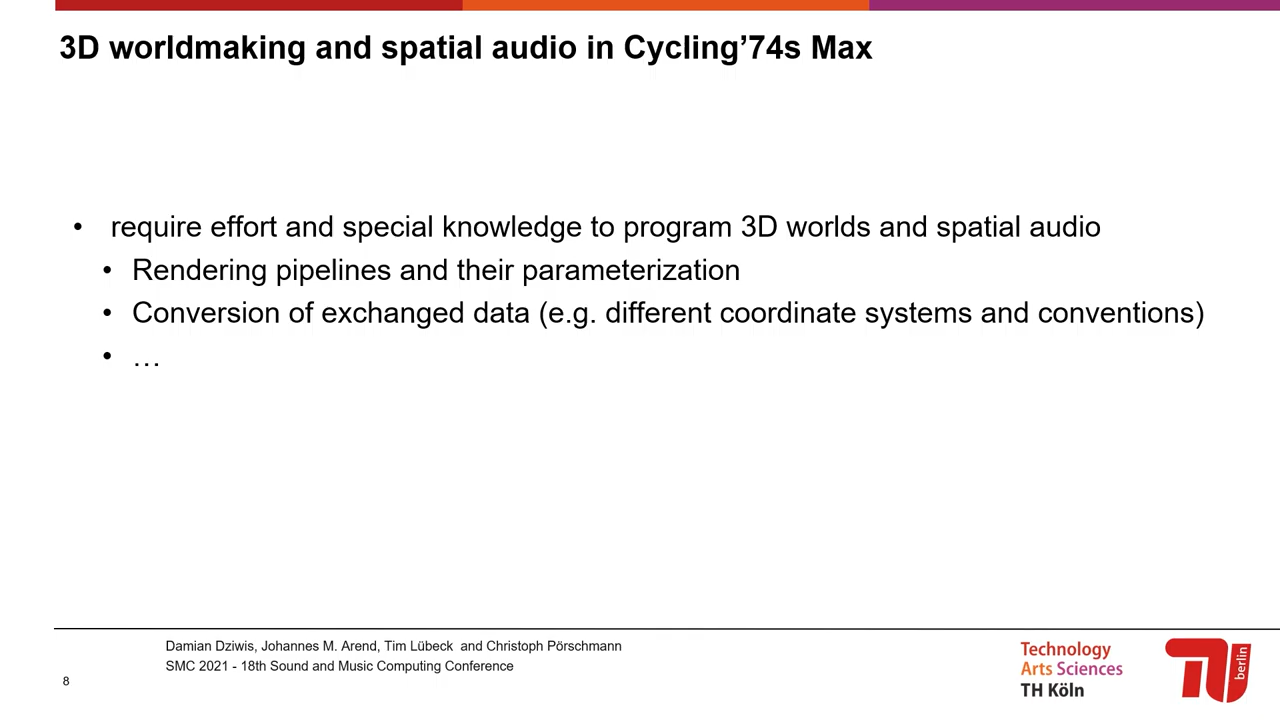 3D worldmaking and spatial audio in Cycling’74s Max
• require effort and special knowledge to program 3D worlds and spatial audio
• Rendering pipelines and their parameterization
• Conversion of exchanged data (e.g. different coordinate systems and conventions)
• …
Damian Dziwis, Johannes M. Arend, Tim Lübeck and Christoph Pörschmann
SMC 2021 - 18th Sound and Music Computing Conference
8
Technology
Arts Sciences
TH Köln
berlin